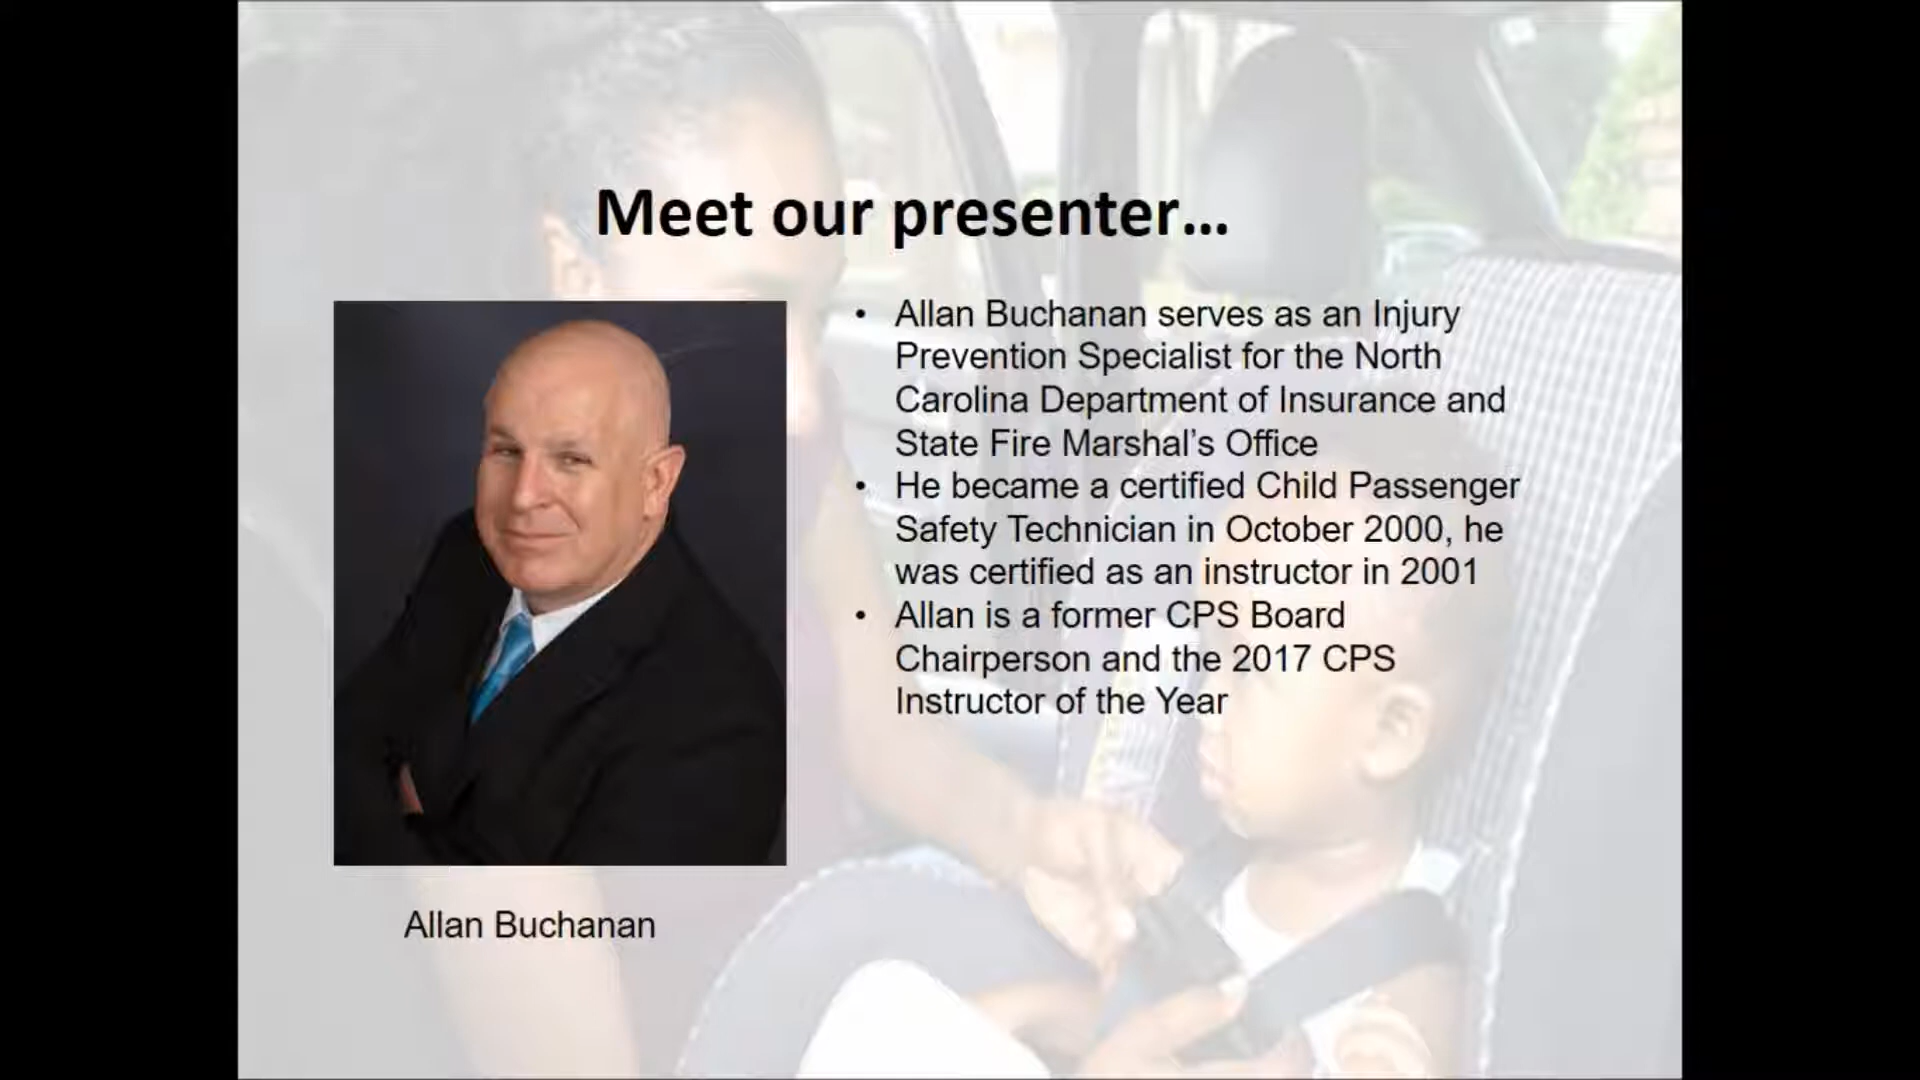 Meet our presenter...
• Allan Buchanan serves as an Injury
Prevention Specialist for the North
Carolina Department of Insurance and
State Fire Marshal’s Office
• He became a certified Child Passenger
Safety Technician in October 2000, he
was certified as an instructor in 2001
• Allan is a former CPS Board
Chairperson and the 2017 CPS
Instructor of the Year
Allan Buchanan